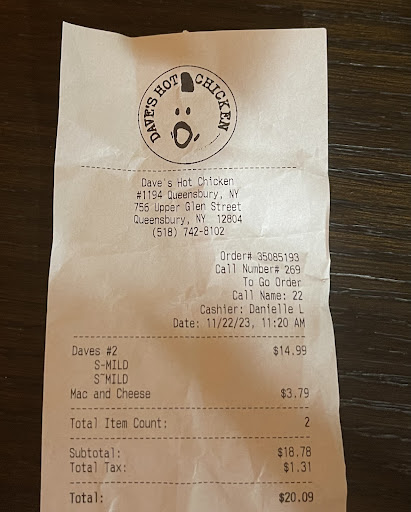 DAVE'S HOT CHICKEN
Dave's Hot Chicken
#1194 Queensbury, NY
756 Upper Glen Street
Queensbury, NY 12804
(518) 742-8102
Order# 35085193
Call Number# 269
To Go Order
Call Name: 22
Cashier: Danielle L
Date: 11/22/23, 11:20 AM
Daves #2 $14.99
S-MILD
S~MILD
Mac and Cheese $3.79
Total Item Count: 2
Subtotal: $18.78
Total Tax: $1.31
Total: $20.09